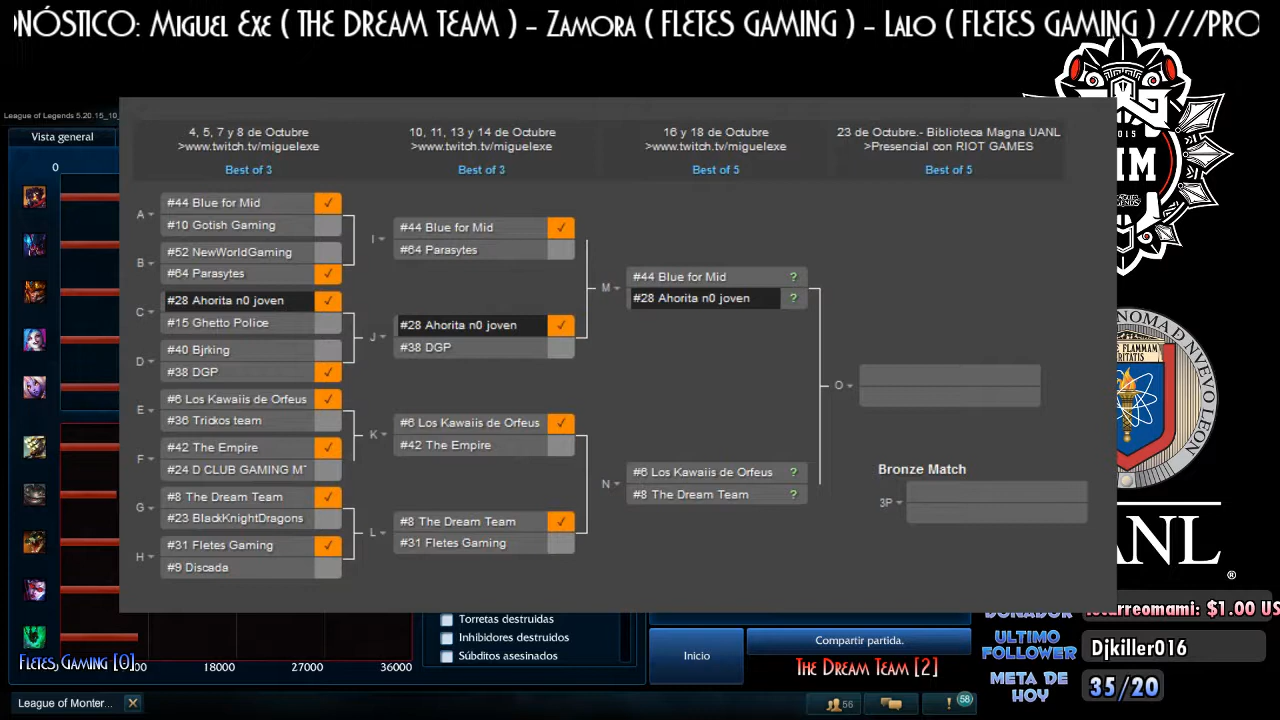 ONÓSTICO: MIGUEL EXE ( THE DREAM TEAM ) – ZAMORA ( FLETES GAMING ) – LALO ( FLETES GAMING ) ///PRO
League of Legends 5.20.15_10_
Vista general
0
4, 5, 7 y 8 de Octubre
>www.twitch.tv/miguelexe
Best of 3
10, 11, 13 y 14 de Octubre
>www.twitch.tv/miguelexe
Best of 3
16 y 18 de Octubre
>www.twitch.tv/miguelexe
Best of 5
23 de Octubre.- Biblioteca Magna UANL
>Presencial con RIOT GAMES
Best of 5
A
#44 Blue for Mid ✓
#10 Gotish Gaming
B
#52 NewWorldGaming
#64 Parasytes ✓
C
#28 Ahorita n0 joven ✓
#15 Ghetto Police
D
#40 Bjrking
#38 DGP ✓
E
#6 Los Kawaiis de Orfeus ✓
#36 Trickos team
F
#42 The Empire ✓
#24 D CLUB GAMING M
G
#8 The Dream Team ✓
#23 BlackKnightDragons
H
#31 Fletes Gaming ✓
#9 Discada
I
#44 Blue for Mid ✓
#64 Parasytes
J
#28 Ahorita n0 joven ✓
#38 DGP
K
#6 Los Kawaiis de Orfeus ✓
#42 The Empire
L
#8 The Dream Team ✓
#31 Fletes Gaming
M
#44 Blue for Mid ?
#28 Ahorita n0 joven ?
N
#6 Los Kawaiis de Orfeus ?
#8 The Dream Team ?
O
Bronze Match
3P
IM
UANL
®
Torretas destruidas
Inhibidores destruidos
Súbditos asesinados
Inicio
Compartir partida.
FLETES GAMING [0]
18000
27000
36000
THE DREAM TEAM [2]
DONADOR
$1.00 US
ULTIMO FOLLOWER
Djkiller016
META DE HOY
35/20
League of Monter...
56
58